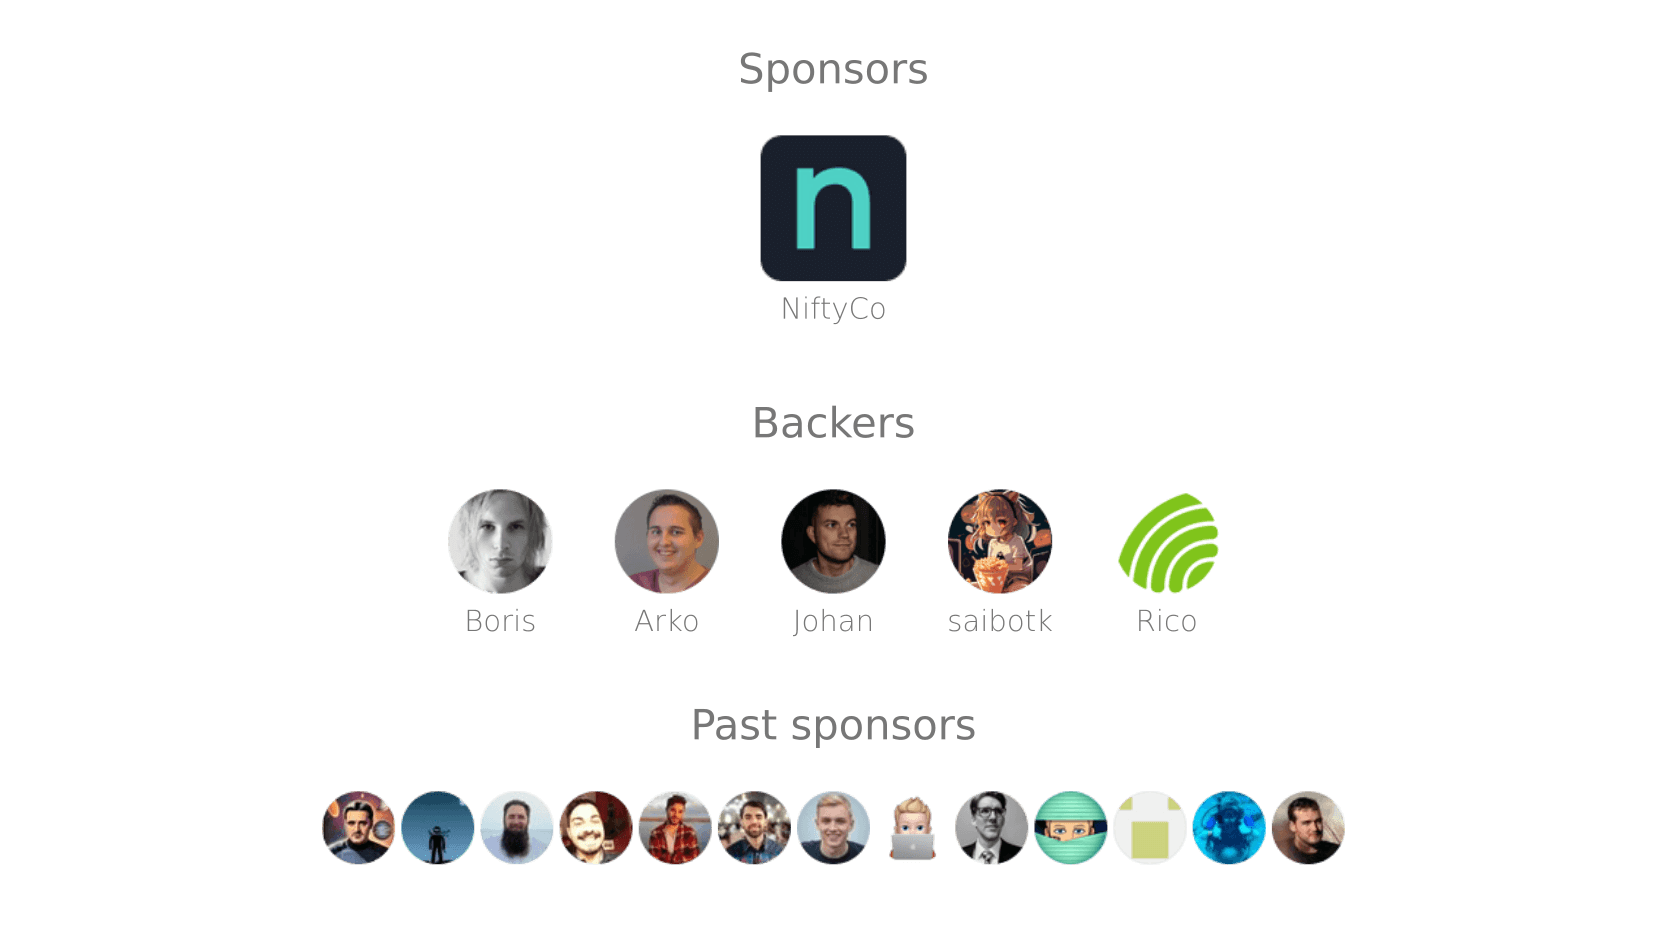 Sponsors
n
NiftyCo
Backers
Boris Arko Johan saibotk Rico
Past sponsors